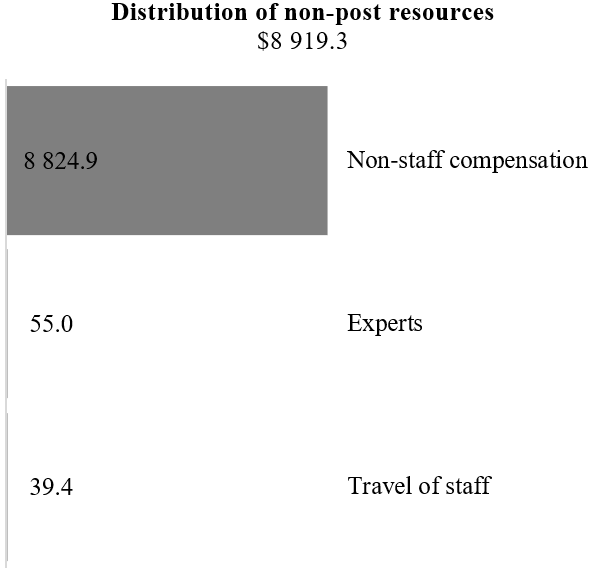 Distribution of non-post resources
$8 919.3
8 824.9 Non-staff compensation
55.0 Experts
39.4 Travel of staff